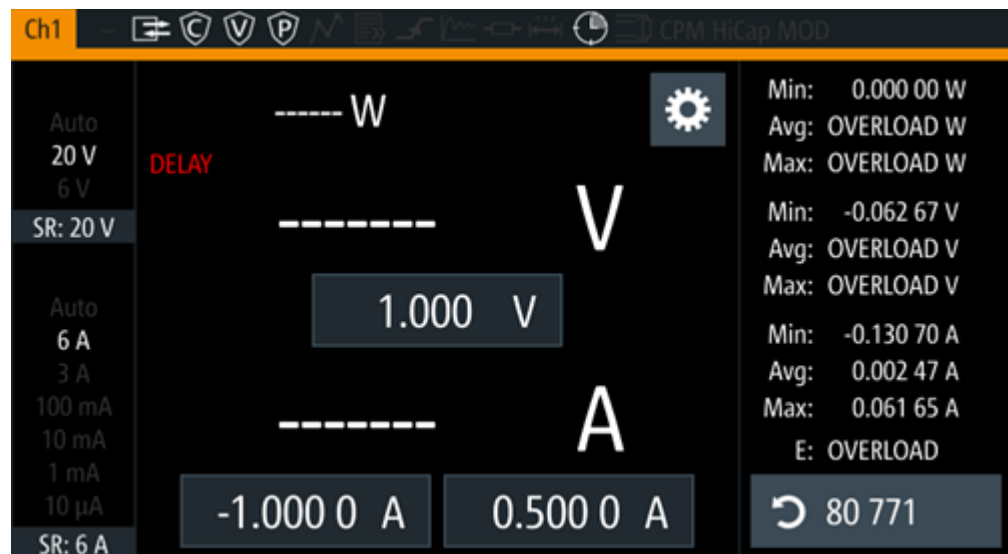 Ch1
C V P CPM HiCap MOD
Auto
20 V
6 V
SR: 20 V
Auto
6 A
3 A
100 mA
10 mA
1 mA
10 µA
SR: 6 A
------ W
DELAY
------- V
1.000 V
------- A
-1.000 0 A
0.500 0 A
Min: 0.000 00 W
Avg: OVERLOAD W
Max: OVERLOAD W
Min: -0.062 67 V
Avg: OVERLOAD V
Max: OVERLOAD V
Min: -0.130 70 A
Avg: 0.002 47 A
Max: 0.061 65 A
E: OVERLOAD
80 771